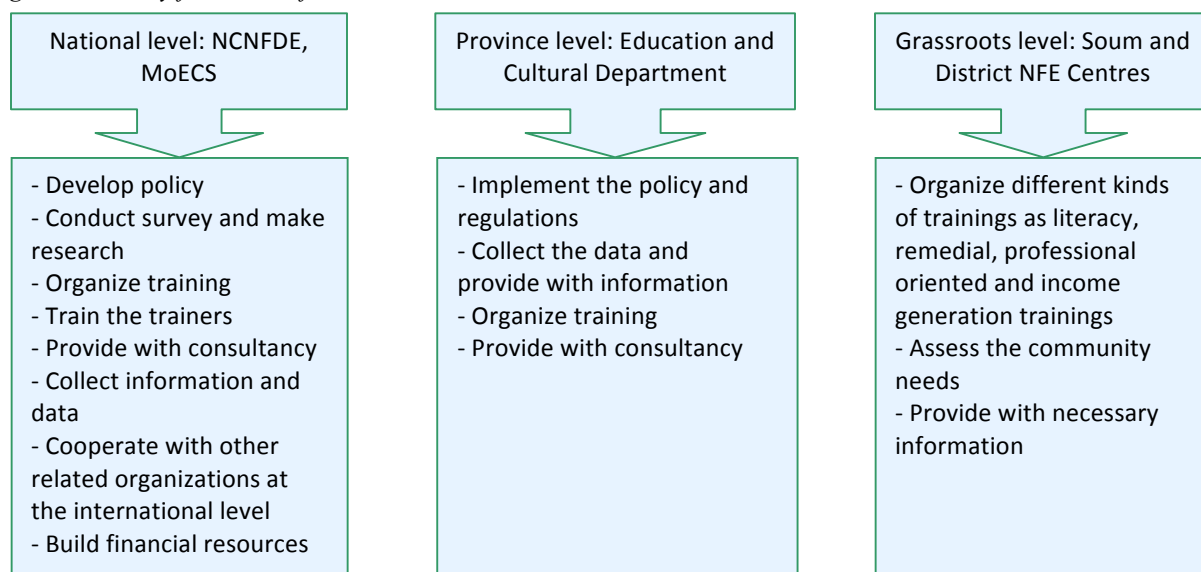 National level: NCNFDE,
MoECS
- Develop policy
- Conduct survey and make
research
- Organize training
- Train the trainers
- Provide with consultancy
- Collect information and
data
- Cooperate with other
related organizations at
the international level
- Build financial resources
Province level: Education and
Cultural Department
- Implement the policy and
regulations
- Collect the data and
provide with information
- Organize training
- Provide with consultancy
Grassroots level: Soum and
District NFE Centres
- Organize different kinds
of trainings as literacy,
remedial, professional
oriented and income
generation trainings
- Assess the community
needs
- Provide with necessary
information